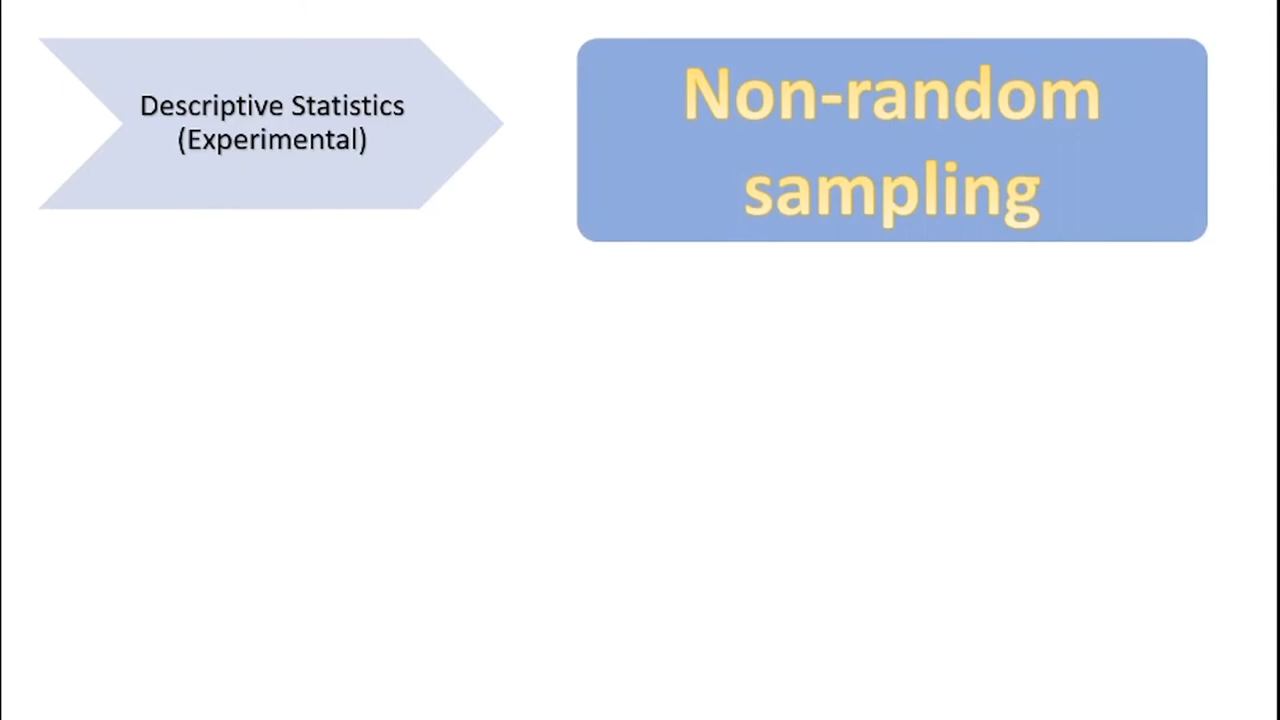 Descriptive Statistics
(Experimental)
Non-random
sampling